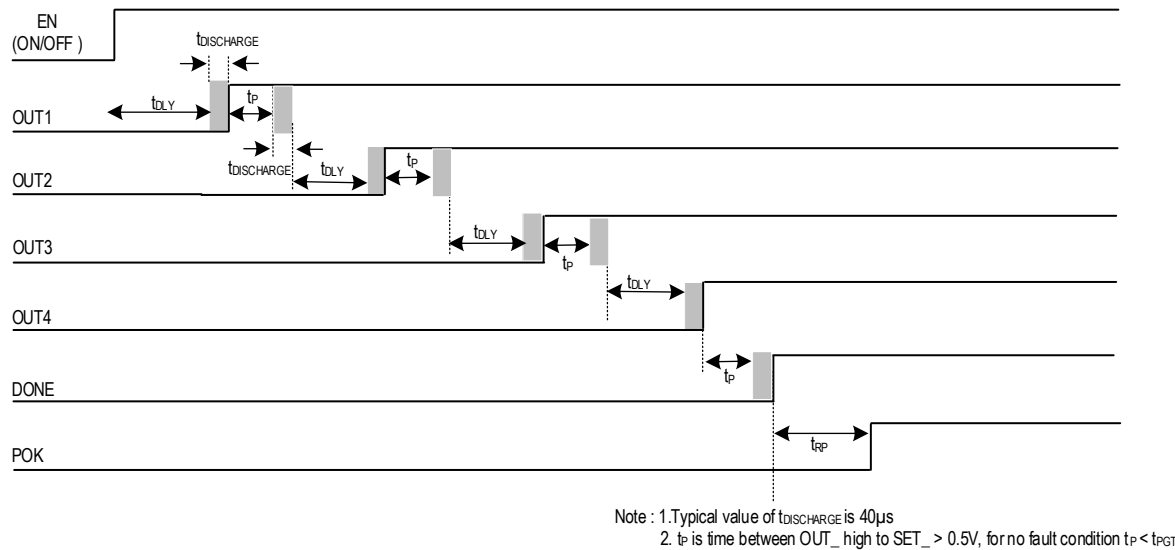 EN
(ON/OFF )
tDISCHARGE
tDLY
tP
OUT1
tDISCHARGE
tDLY
tP
OUT2
tDLY
tP
OUT3
tDLY
OUT4
tP
DONE
tRP
POK
Note : 1.Typical value of tDISCHARGE is 40µs
2. tP is time between OUT_ high to SET_ > 0.5V, for no fault condition tP < tPGT